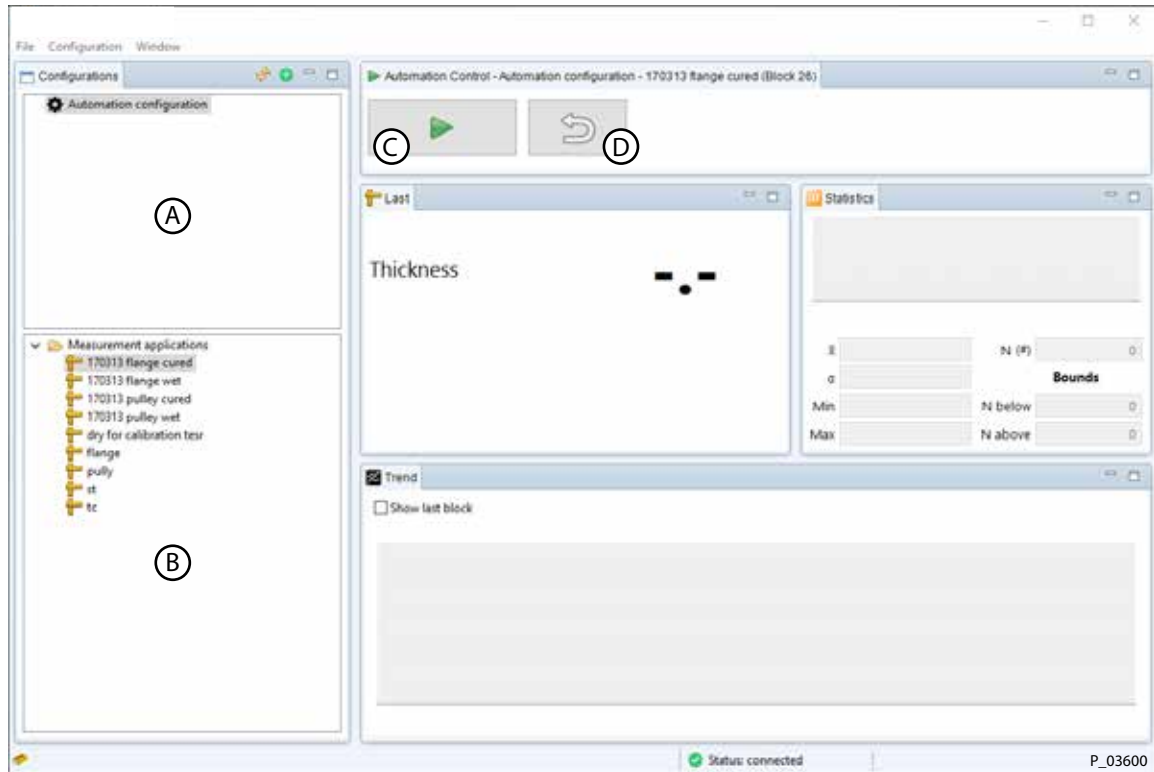 File Configuration Window
Configurations
Automation configuration
A
Measurement applications
170313 flange cured
170313 flange wet
170313 pulley cured
170313 pulley wet
dry for calibration tesr
flange
pully
st
tc
B
Automation Control - Automation configuration - 170313 flange cured (Block 26)
C
D
Last
Thickness
-.-
Statistics
x̄ N (#) 0
σ Bounds
Min N below 0
Max N above 0
Trend
Show last block
Status: connected
P_03600